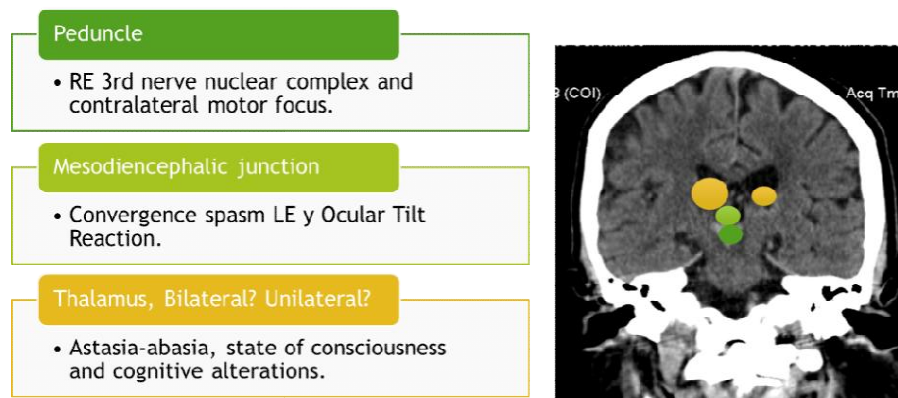 Peduncle
• RE 3rd nerve nuclear complex and
contralateral motor focus.
Mesodiencephalic junction
• Convergence spasm LE y Ocular Tilt
Reaction.
Thalamus, Bilateral? Unilateral?
• Astasia-abasia, state of consciousness
and cognitive alterations.
(COI)
Acq Tm